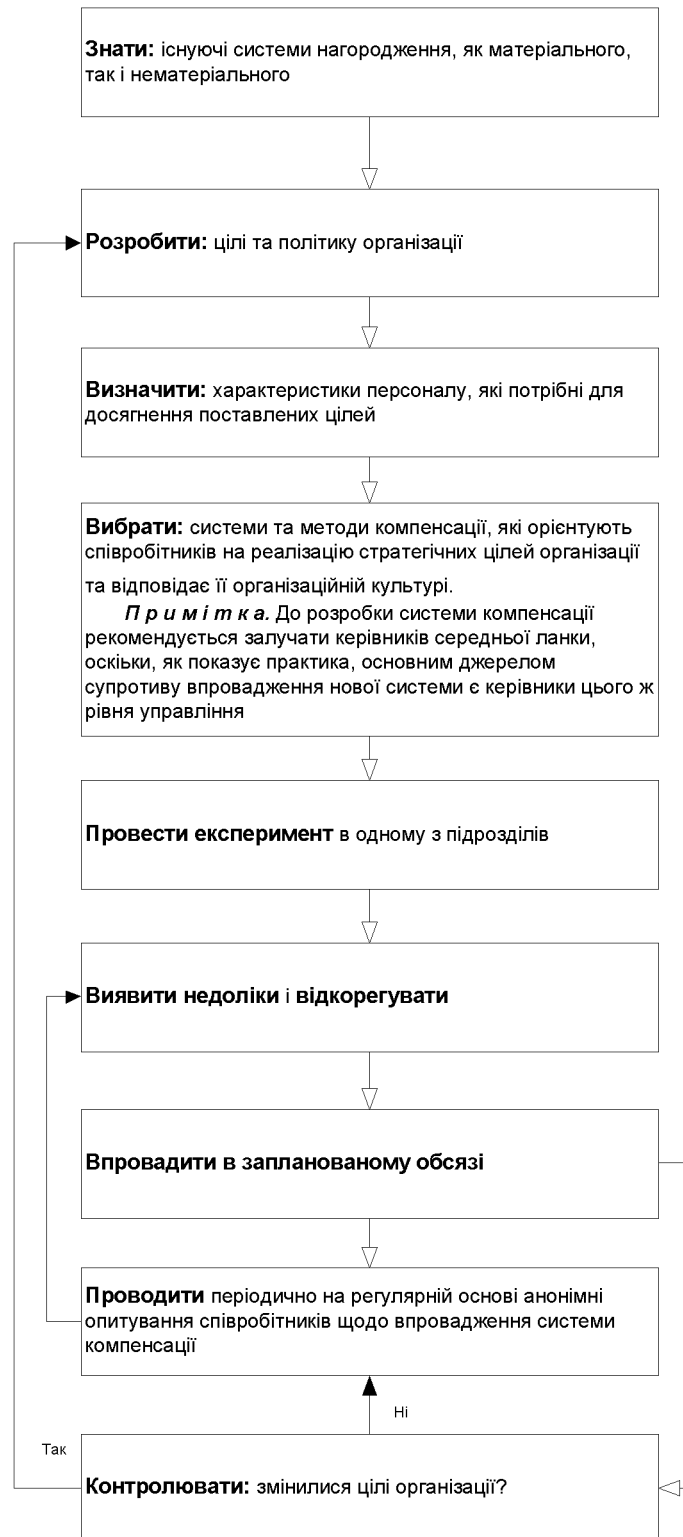 Знати: існуючі системи нагородження, як матеріального,
так і нематеріального
Розробити: цілі та політику організації
Визначити: характеристики персоналу, які потрібні для
досягнення поставлених цілей
Вибрати: системи та методи компенсації, які орієнтують
співробітників на реалізацію стратегічних цілей організації
та відповідає її організаційній культурі.
П р и м і т к а. До розробки системи компенсації
рекомендується залучати керівників середньої ланки,
оскільки, як показує практика, основним джерелом
супротиву впровадження нової системи є керівники цього ж
рівня управління
Провести експеримент в одному з підрозділів
Виявити недоліки і відкорегувати
Впровадити в запланованому обсязі
Проводити періодично на регулярній основі анонімні
опитування співробітників щодо впровадження системи
компенсації
Ні
Так
Контролювати: змінилися цілі організації?